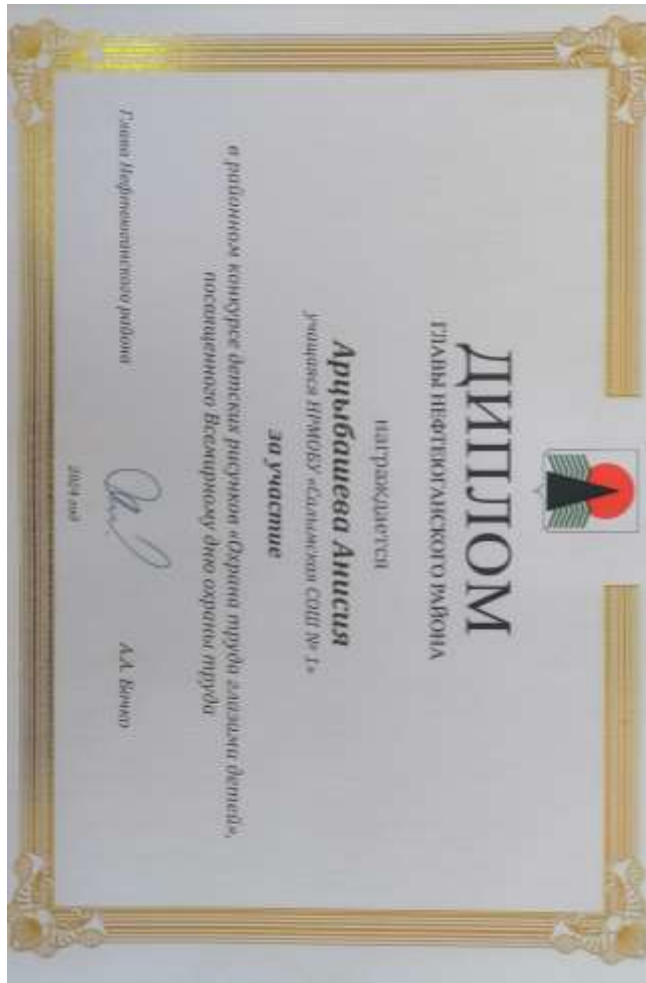 ДИПЛОМ
ГЛАВЫ НЕФТЕЮГАНСКОГО РАЙОНА
награждается
Арцыбашева Анисия
учащаяся НРМОБУ «Салымская СОШ № 1»
за участие
в районном конкурсе детских рисунков «Охрана труда глазами детей»,
посвященного Всемирному дню охраны труда
Глава Нефтеюганского района
А.А. Бочко
2024 год